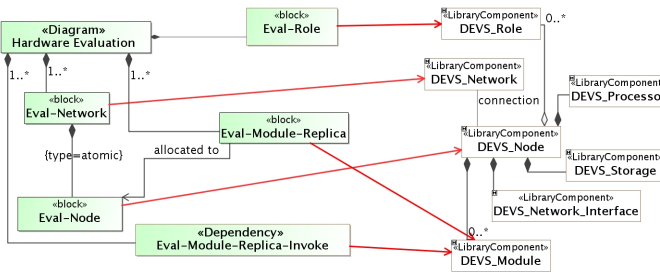 «block»
Eval-Role
«LibraryComponent»
DEVS_Role
0..*
«Diagram»
Hardware Evaluation
1..*
1..*
1..*
«LibraryComponent»
DEVS_Network
connection
«LibraryComponent»
DEVS_Processo
«block»
Eval-Network
«block»
Eval-Module-Replica
«LibraryComponent»
DEVS_Node
{type=atomic}
allocated to
«LibraryComponent»
DEVS_Storage
«block»
Eval-Node
«LibraryComponent»
DEVS_Network_Interface
«Dependency»
Eval-Module-Replica-Invoke
0..*
«LibraryComponent»
DEVS_Module